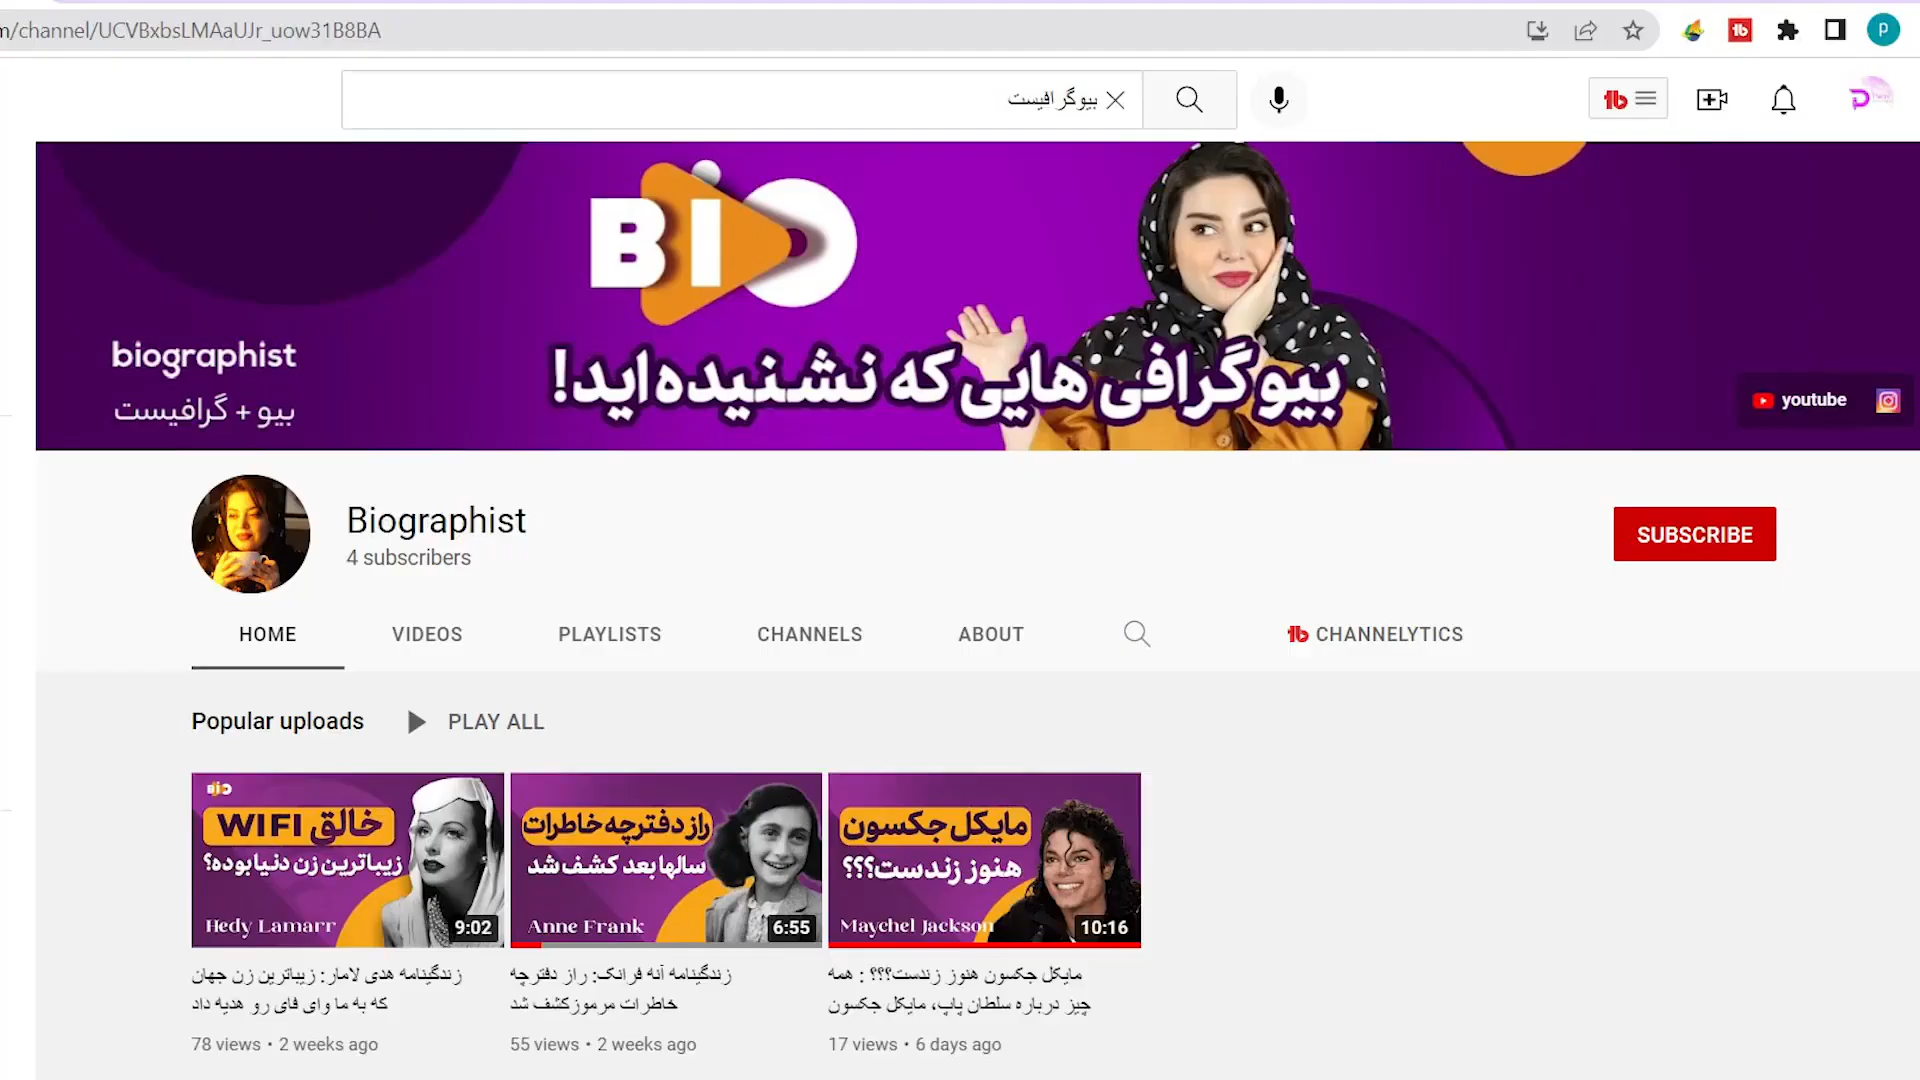 m/channel/UCVBxbsLMAaUJr_uow31B8BA
P
بیوگرافیست
BIO
biographist
بیو + گرافیست
بیوگرافی هایی که نشنیده‌اید!
youtube
Biographist
4 subscribers
SUBSCRIBE
HOME VIDEOS PLAYLISTS CHANNELS ABOUT CHANNELYTICS
Popular uploads PLAY ALL
BIO
خالق WIFI
زیباترین زن دنیا بوده؟
Hedy Lamarr
9:02
زندگینامه هدی لامار: زیباترین زن جهان
که به ما وای فای رو هدیه داد
78 views • 2 weeks ago
راز دفترچه خاطرات
سالها بعد کشف شد
Anne Frank
6:55
زندگینامه آنه فرانک: راز دفترچه
خاطرات مرموزکشف شد
55 views • 2 weeks ago
مایکل جکسون
هنوز زندست؟؟؟
Maychel Jackson
10:16
مایکل جکسون هنوز زندست؟؟؟ : همه
چیز درباره سلطان پاپ، مایکل جکسون
17 views • 6 days ago